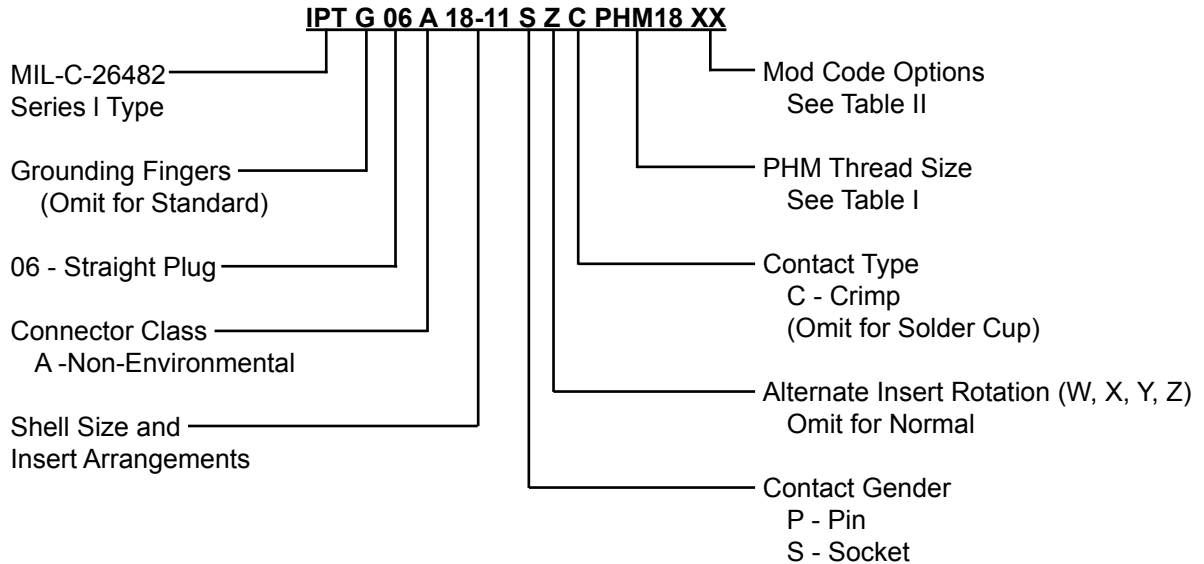 IPT G 06 A 18-11 S Z C PHM18 XX
MIL-C-26482
Series I Type
Grounding Fingers
(Omit for Standard)
06 - Straight Plug
Connector Class
A -Non-Environmental
Shell Size and
Insert Arrangements
Mod Code Options
See Table II
PHM Thread Size
See Table I
Contact Type
C - Crimp
(Omit for Solder Cup)
Alternate Insert Rotation (W, X, Y, Z)
Omit for Normal
Contact Gender
P - Pin
S - Socket